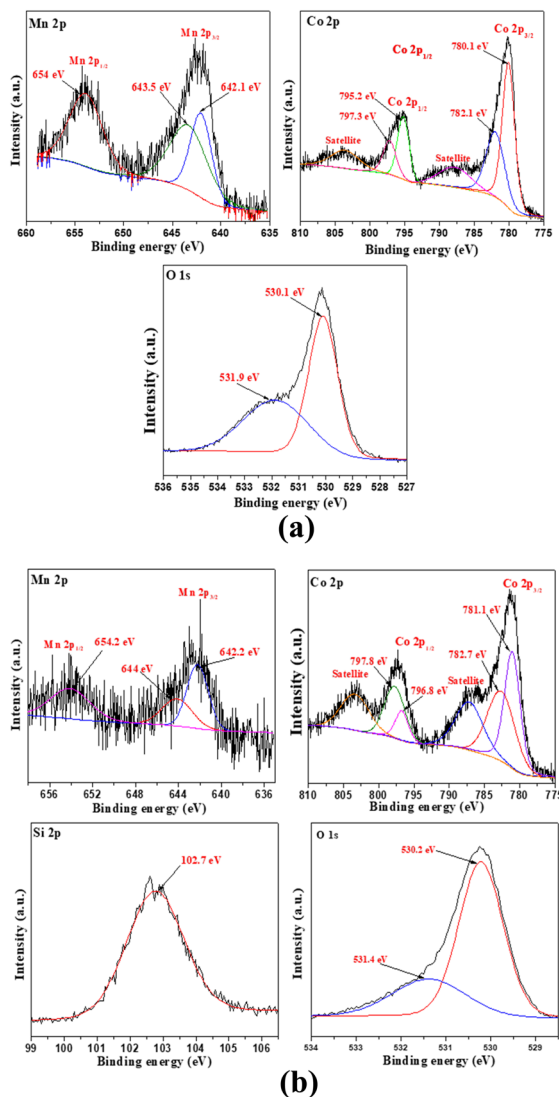 Mn 2p
Mn 2p1/2
654 eV
Mn 2p3/2
643.5 eV
642.1 eV
Intensity (a.u.)
660 655 650 645 640 635
Binding energy (eV)
Co 2p
Co 2p3/2
780.1 eV
Co 2p1/2
795.2 eV
Co 2p1/2
797.3 eV
782.1 eV
Satellite
Satellite
Intensity (a.u.)
810 805 800 795 790 785 780 775
Binding energy (eV)
O 1s
530.1 eV
531.9 eV
Intensity (a.u.)
536 535 534 533 532 531 530 529 528 527
Binding energy (eV)
(a)
Mn 2p
Mn 2p3/2
Mn 2p1/2
654.2 eV
644 eV
642.2 eV
Intensity (a.u.)
656 652 648 644 640 636
Binding energy (eV)
Co 2p
Co 2p3/2
781.1 eV
Co 2p1/2
797.8 eV
782.7 eV
Satellite
Satellite
796.8 eV
Intensity (a.u.)
810 805 800 795 790 785 780 775
Binding energy (eV)
Si 2p
102.7 eV
Intensity (a.u.)
99 100 101 102 103 104 105 106
Binding energy (eV)
O 1s
530.2 eV
531.4 eV
Intensity (a.u.)
534 533 532 531 530 529
Binding energy (eV)
(b)